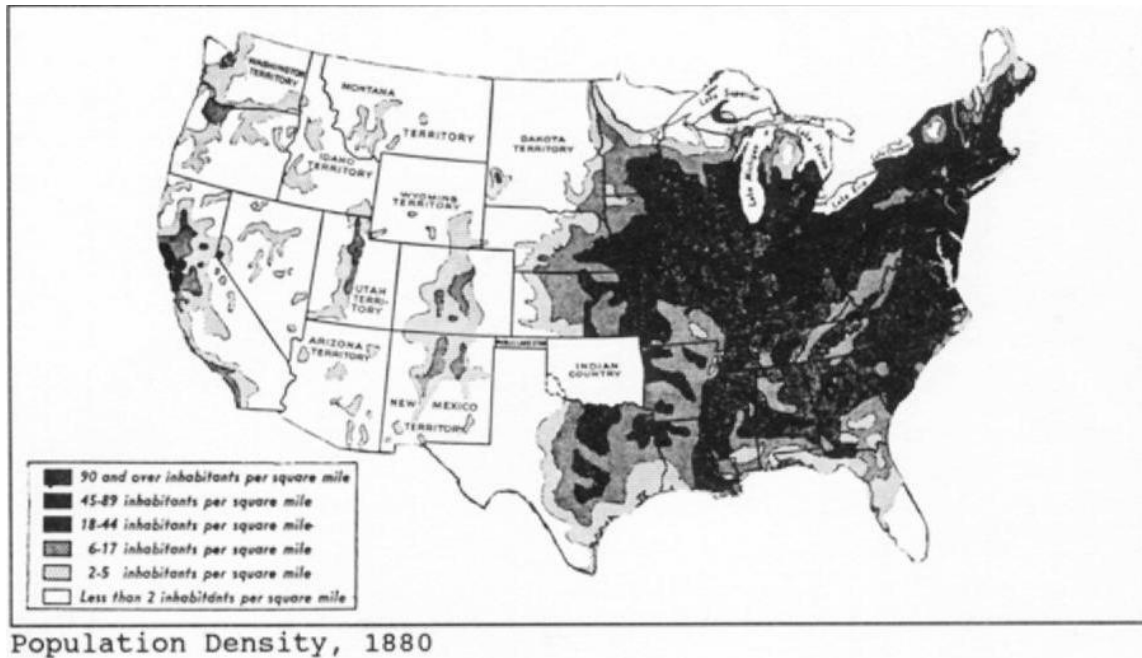 WASHINGTON
TERRITORY
MONTANA
TERRITORY
DAKOTA
TERRITORY
IDAHO
TERRITORY
WYOMING
TERRITORY
UTAH
TERRI-
TORY
ARIZONA
TERRITORY
NEW MEXICO
TERRITORY
INDIAN
COUNTRY
Lake Superior
Lake Michigan
Lake Huron
Lake Erie
90 and over inhabitants per square mile
45-89 inhabitants per square mile
18-44 inhabitants per square mile
6-17 inhabitants per square mile
2-5 inhabitants per square mile
Less than 2 inhabitants per square mile
Population Density, 1880